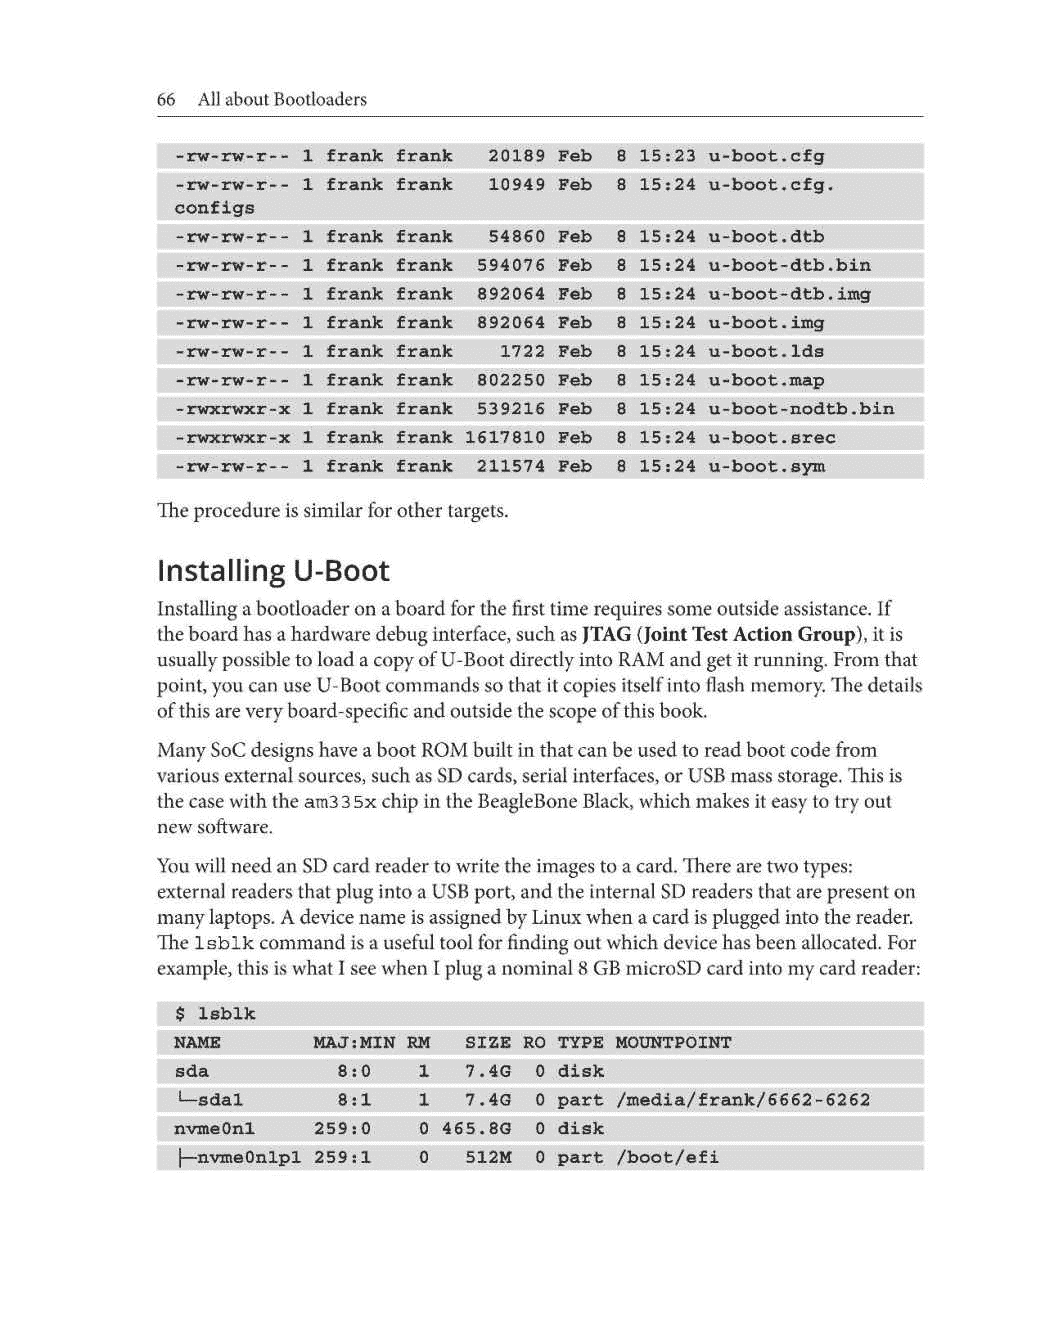 66 All about Bootloaders
-rw-rw-r-- 1 frank frank   20189 Feb  8 15:23 u-boot.cfg
-rw-rw-r-- 1 frank frank   10949 Feb  8 15:24 u-boot.cfg.
configs
-rw-rw-r-- 1 frank frank   54860 Feb  8 15:24 u-boot.dtb
-rw-rw-r-- 1 frank frank  594076 Feb  8 15:24 u-boot-dtb.bin
-rw-rw-r-- 1 frank frank  892064 Feb  8 15:24 u-boot-dtb.img
-rw-rw-r-- 1 frank frank  892064 Feb  8 15:24 u-boot.img
-rw-rw-r-- 1 frank frank    1722 Feb  8 15:24 u-boot.lds
-rw-rw-r-- 1 frank frank  802250 Feb  8 15:24 u-boot.map
-rwxrwxr-x 1 frank frank  539216 Feb  8 15:24 u-boot-nodtb.bin
-rwxrwxr-x 1 frank frank 1617810 Feb  8 15:24 u-boot.srec
-rw-rw-r-- 1 frank frank  211574 Feb  8 15:24 u-boot.sym
The procedure is similar for other targets.
Installing U-Boot
Installing a bootloader on a board for the first time requires some outside assistance. If
the board has a hardware debug interface, such as JTAG (Joint Test Action Group), it is
usually possible to load a copy of U-Boot directly into RAM and get it running. From that
point, you can use U-Boot commands so that it copies itself into flash memory. The details
of this are very board-specific and outside the scope of this book.
Many SoC designs have a boot ROM built in that can be used to read boot code from
various external sources, such as SD cards, serial interfaces, or USB mass storage. This is
the case with the am335x chip in the BeagleBone Black, which makes it easy to try out
new software.
You will need an SD card reader to write the images to a card. There are two types:
external readers that plug into a USB port, and the internal SD readers that are present on
many laptops. A device name is assigned by Linux when a card is plugged into the reader.
The lsblk command is a useful tool for finding out which device has been allocated. For
example, this is what I see when I plug a nominal 8 GB microSD card into my card reader:
$ lsblk
NAME        MAJ:MIN RM   SIZE RO TYPE MOUNTPOINT
sda           8:0    1   7.4G  0 disk
└─sda1        8:1    1   7.4G  0 part /media/frank/6662-6262
nvme0n1     259:0    0 465.8G  0 disk
├─nvme0n1p1 259:1    0   512M  0 part /boot/efi